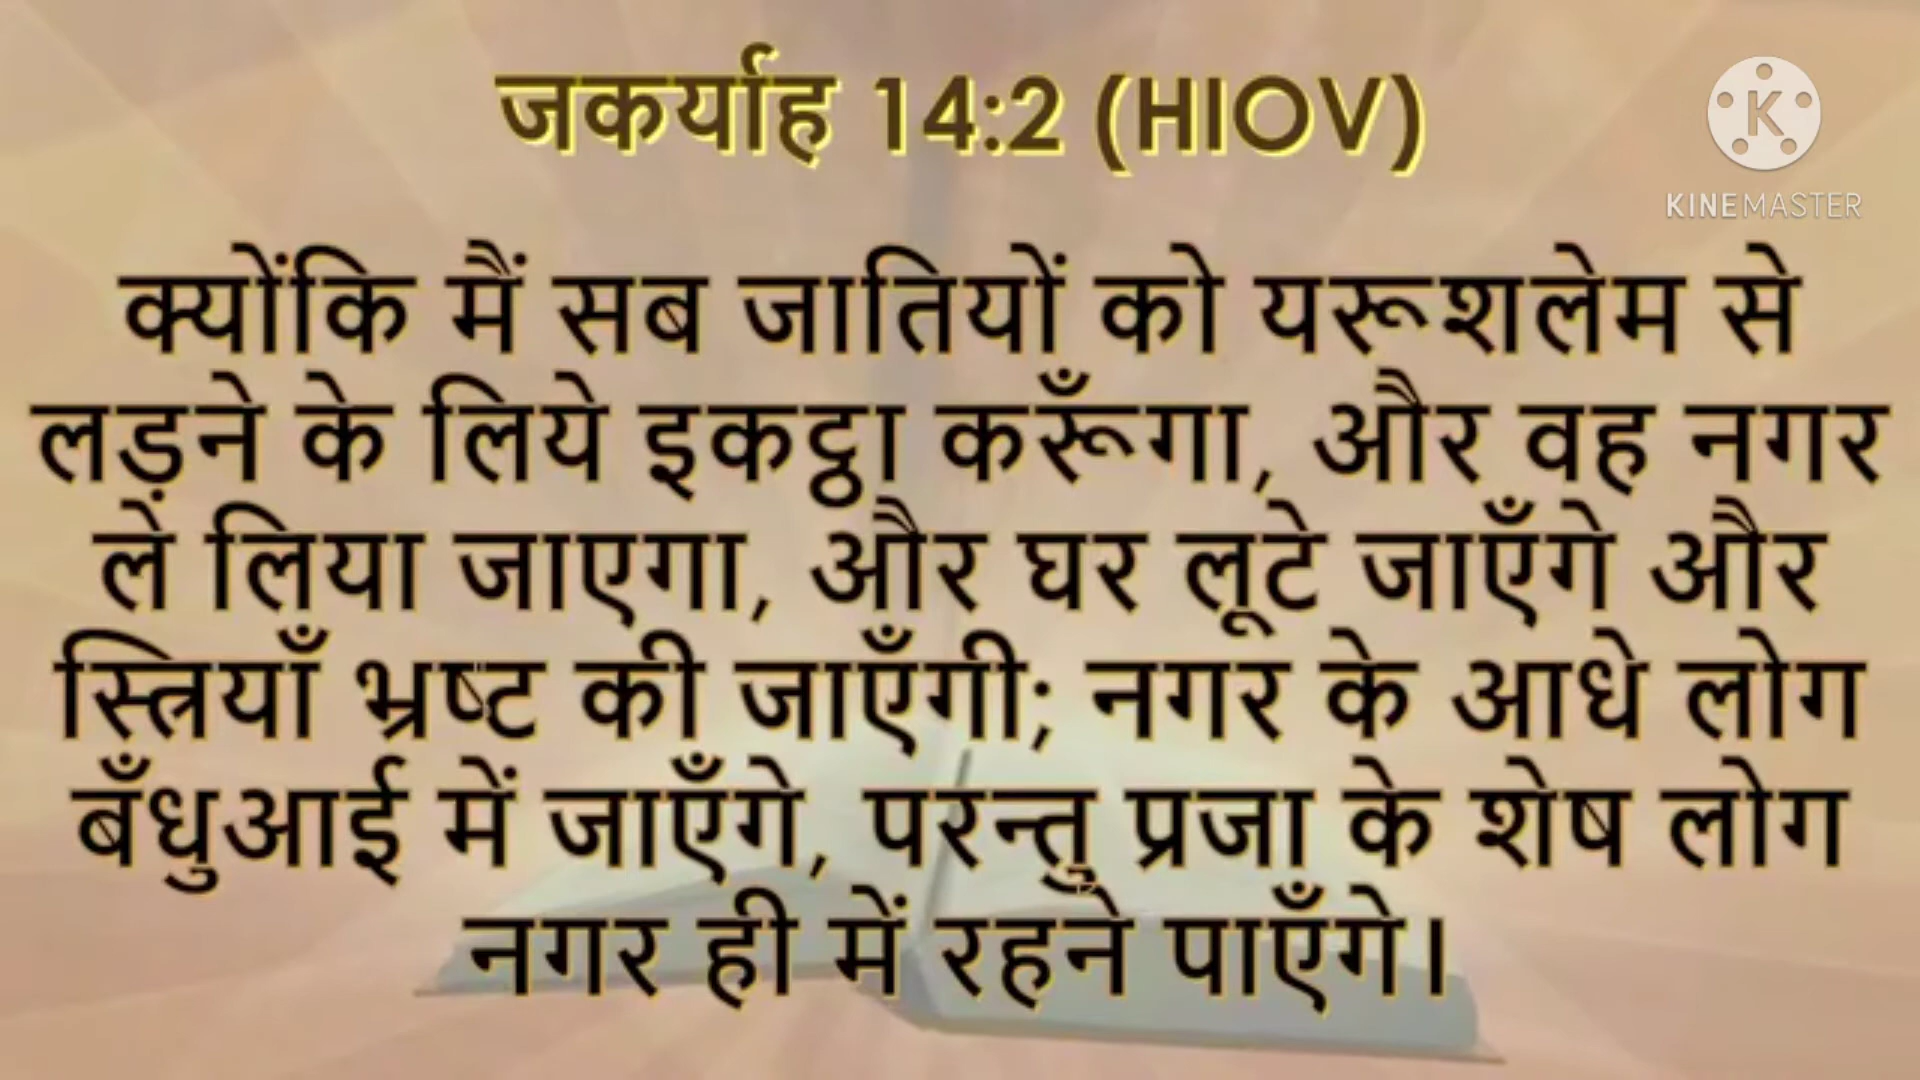 जकर्याह 14:2 (HIOV)
K
KINEMASTER
क्योंकि मैं सब जातियों को यरूशलेम से
लड़ने के लिये इकट्ठा करूँगा, और वह नगर
ले लिया जाएगा, और घर लूटे जाएँगे और
स्त्रियाँ भ्रष्ट की जाएँगी; नगर के आधे लोग
बँधुआई में जाएँगे, परन्तु प्रजा के शेष लोग
नगर ही में रहने पाएँगे।